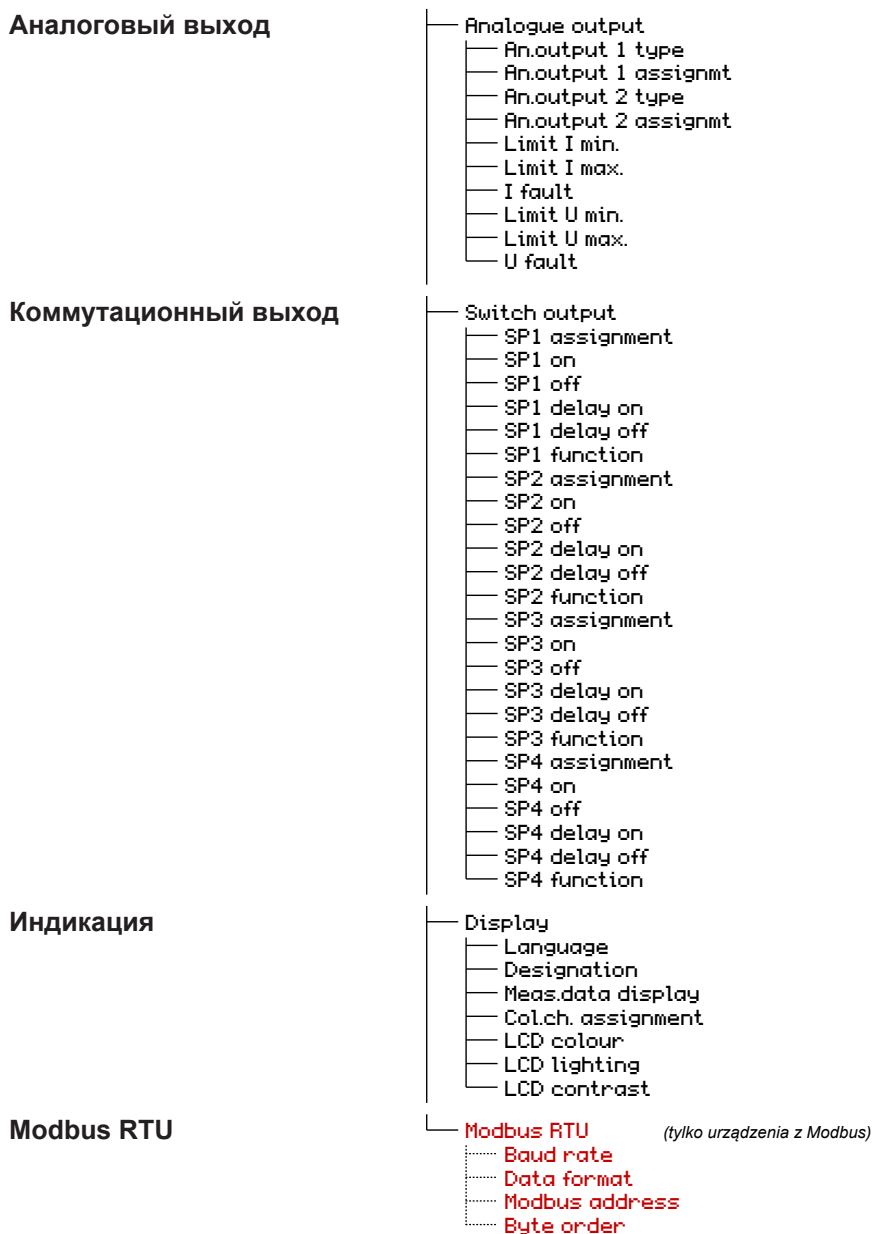 Аналоговый выход
Analogue output
An.output 1 type
An.output 1 assignmt
An.output 2 type
An.output 2 assignmt
Limit I min.
Limit I max.
I fault
Limit U min.
Limit U max.
U fault
Коммутационный выход
Switch output
SP1 assignment
SP1 on
SP1 off
SP1 delay on
SP1 delay off
SP1 function
SP2 assignment
SP2 on
SP2 off
SP2 delay on
SP2 delay off
SP2 function
SP3 assignment
SP3 on
SP3 off
SP3 delay on
SP3 delay off
SP3 function
SP4 assignment
SP4 on
SP4 off
SP4 delay on
SP4 delay off
SP4 function
Индикация
Display
Language
Designation
Meas.data display
Col.ch. assignment
LCD colour
LCD lighting
LCD contrast
Modbus RTU
Modbus RTU (tylko urządzenia z Modbus)
Baud rate
Data format
Modbus address
Byte order